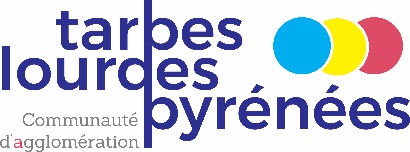 tarbes
lourdes
pyrénées
Communauté
d'agglomération